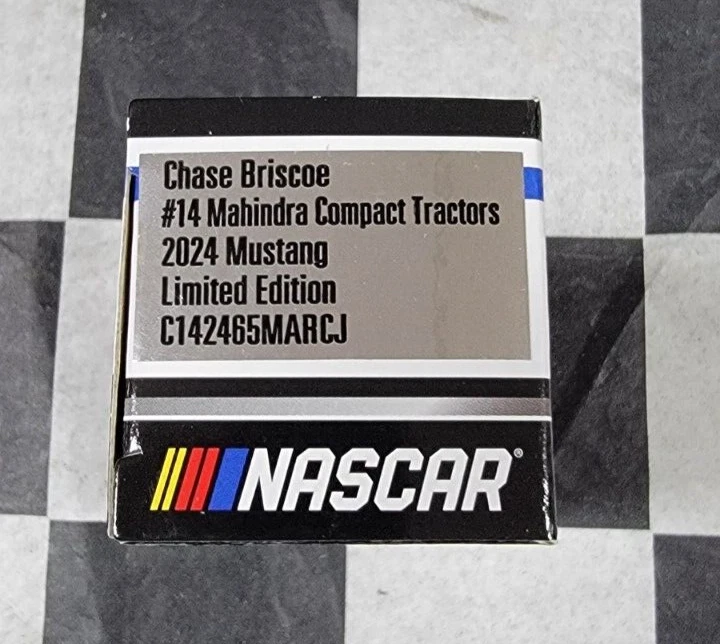 Chase Briscoe
#14 Mahindra Compact Tractors
2024 Mustang
Limited Edition
C142465MARCJ
NASCAR®